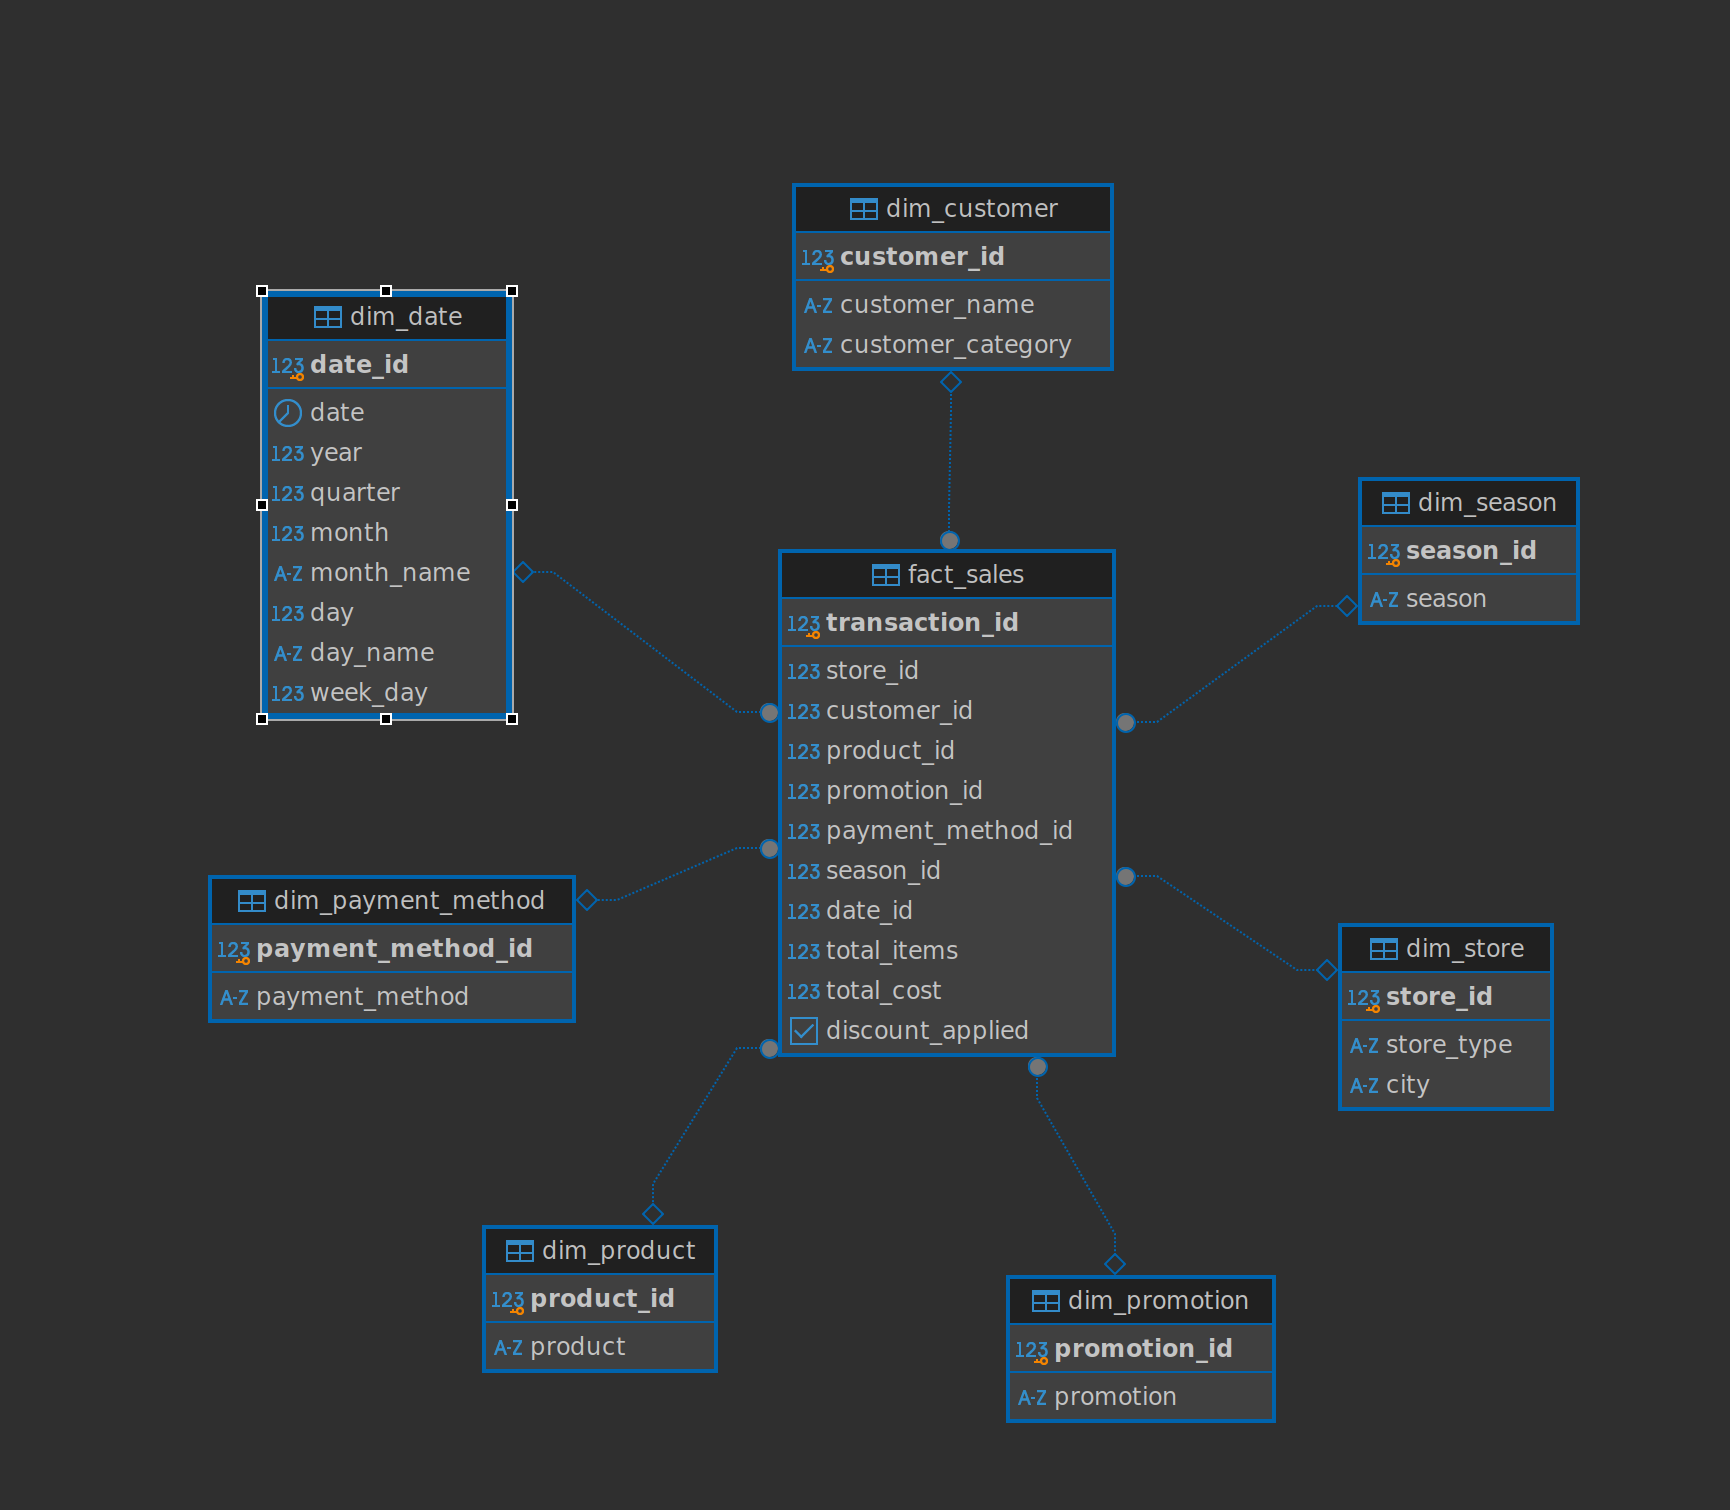 dim_customer
123 customer_id
A-Z customer_name
A-Z customer_category
dim_date
123 date_id
date
123 year
123 quarter
123 month
A-Z month_name
123 day
A-Z day_name
123 week_day
dim_season
123 season_id
A-Z season
fact_sales
123 transaction_id
123 store_id
123 customer_id
123 product_id
123 promotion_id
123 payment_method_id
123 season_id
123 date_id
123 total_items
123 total_cost
discount_applied
dim_payment_method
123 payment_method_id
A-Z payment_method
dim_store
123 store_id
A-Z store_type
A-Z city
dim_product
123 product_id
A-Z product
dim_promotion
123 promotion_id
A-Z promotion